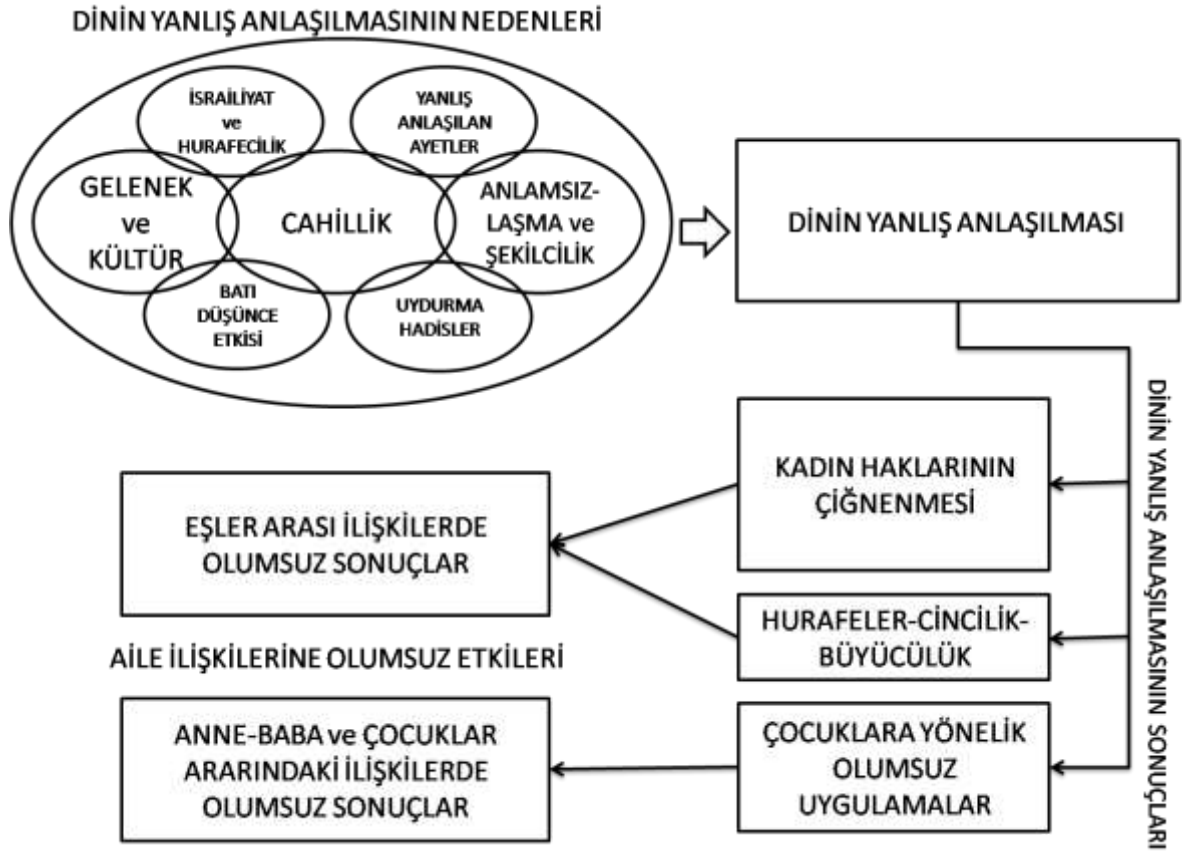 DİNİN YANLIŞ ANLAŞILMASININ NEDENLERİ
İSRAİLİYAT
ve
HURAFECİLİK
YANLIŞ
ANLAŞILAN
AYETLER
GELENEK
ve
KÜLTÜR
CAHİLLİK
ANLAMSIZ-
LAŞMA ve
ŞEKİLCİLİK
BATI
DÜŞÜNCE
ETKİSİ
UYDURMA
HADİSLER
DİNİN YANLIŞ ANLAŞILMASI
DİNİN YANLIŞ ANLAŞILMASININ SONUÇLARI
KADIN HAKLARININ
ÇİĞNENMESİ
HURAFELER-CİNCİLİK-
BÜYÜCÜLÜK
ÇOCUKLARA YÖNELİK
OLUMSUZ
UYGULAMALAR
EŞLER ARASI İLİŞKİLERDE
OLUMSUZ SONUÇLAR
AİLE İLİŞKİLERİNE OLUMSUZ ETKİLERİ
ANNE-BABA ve ÇOCUKLAR
ARARINDAKİ İLİŞKİLERDE
OLUMSUZ SONUÇLAR